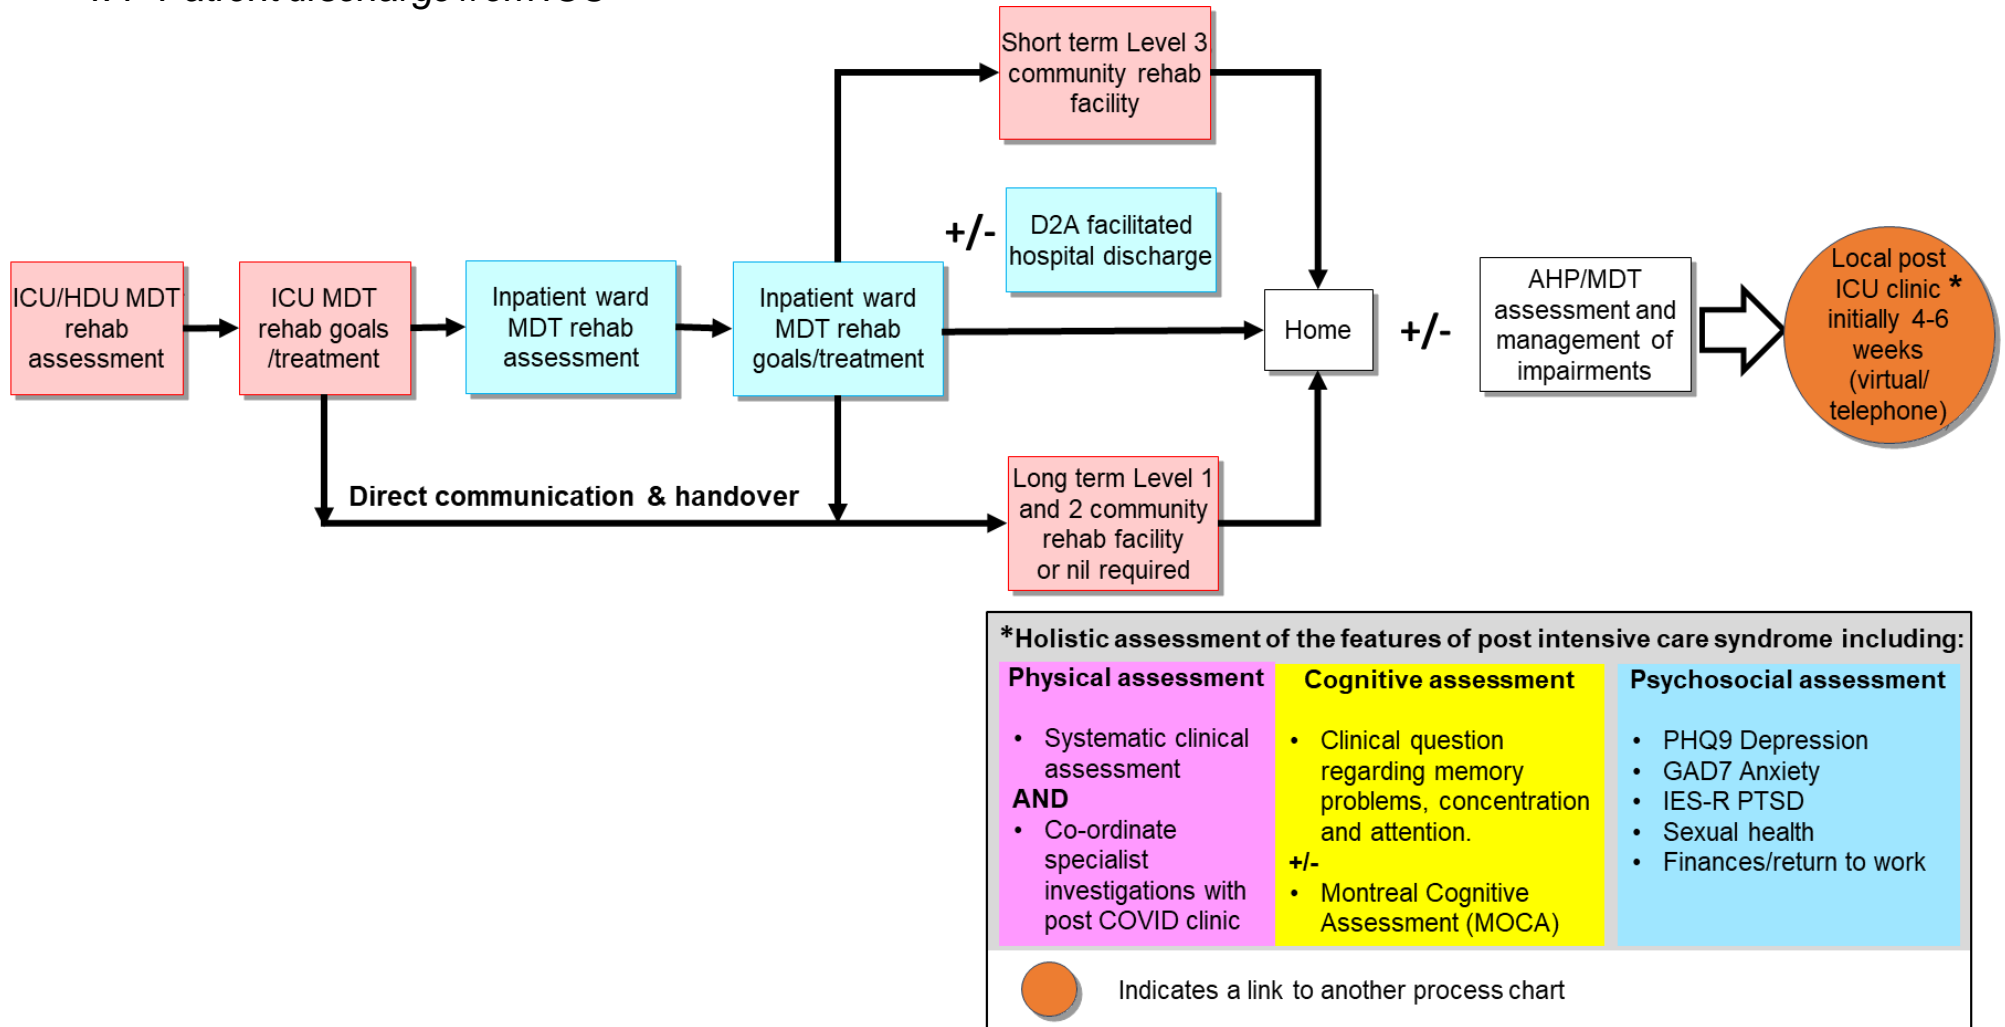 Patient discharge from ICU
Short term Level 3
community rehab
facility
+/-
D2A facilitated
hospital discharge
ICU/HDU MDT
rehab
assessment
ICU MDT
rehab goals
/treatment
Inpatient ward
MDT rehab
assessment
Inpatient ward
MDT rehab
goals/treatment
Home
+/-
AHP/MDT
assessment and
management of
impairments
Local post
ICU clinic *
initially 4-6
weeks
(virtual/
telephone)
Direct communication & handover
Long term Level 1
and 2 community
rehab facility
or nil required
*Holistic assessment of the features of post intensive care syndrome including:
Physical assessment
• Systematic clinical
assessment
AND
• Co-ordinate
specialist
investigations with
post COVID clinic
Cognitive assessment
• Clinical question
regarding memory
problems, concentration
and attention.
+/-
• Montreal Cognitive
Assessment (MOCA)
Psychosocial assessment
• PHQ9 Depression
• GAD7 Anxiety
• IES-R PTSD
• Sexual health
• Finances/return to work
Indicates a link to another process chart